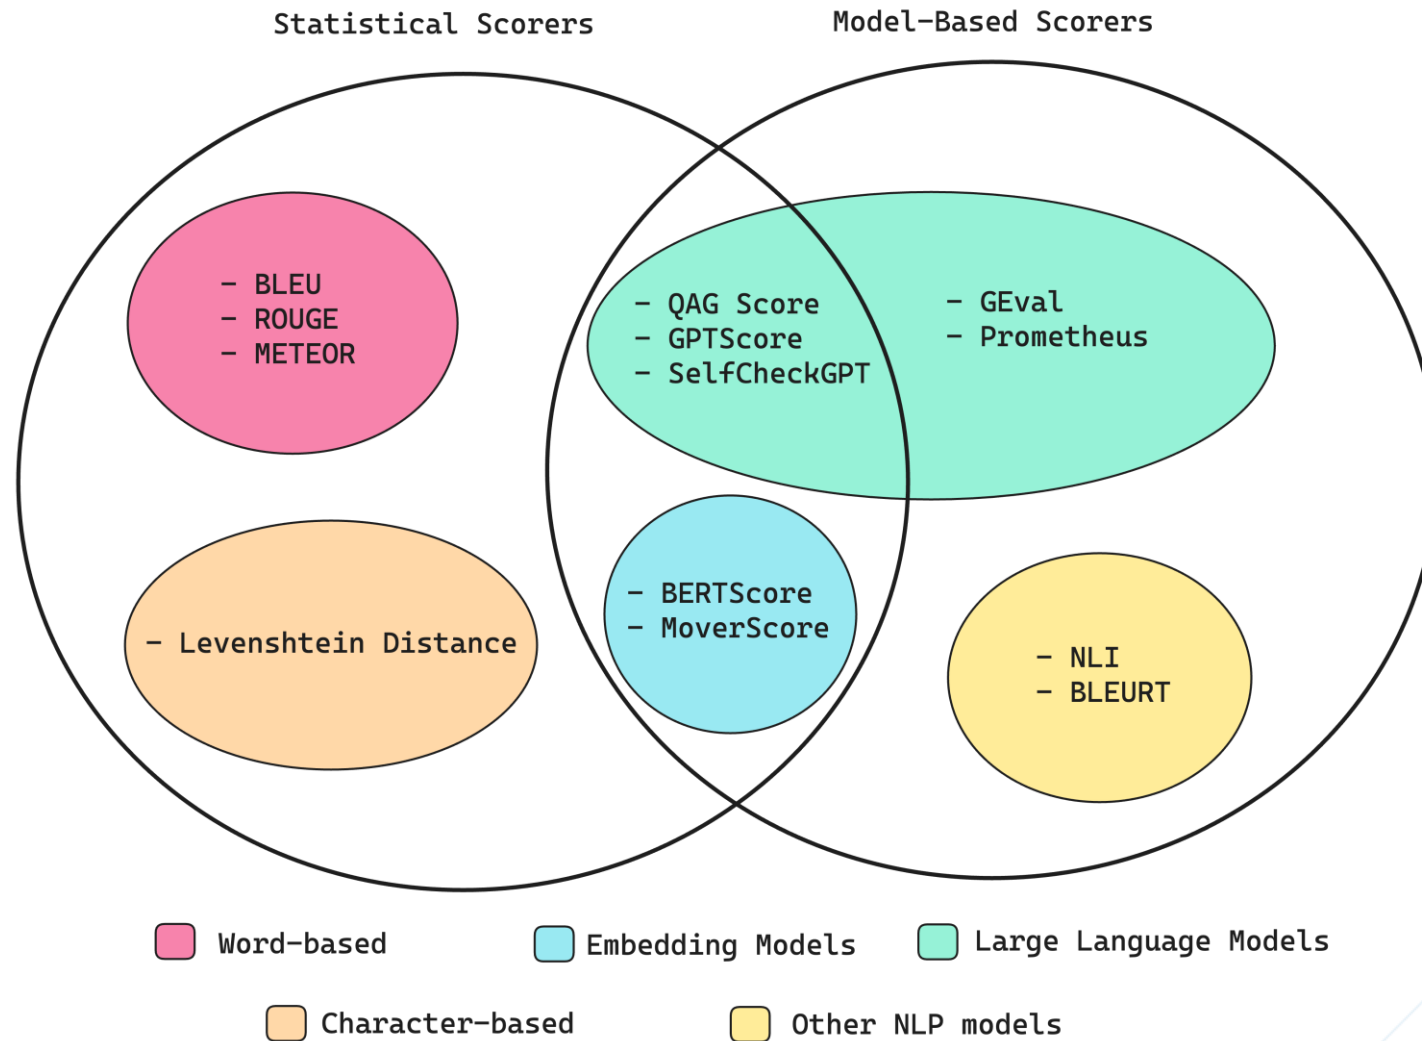 Statistical Scorers
Model-Based Scorers
- BLEU
- ROUGE
- METEOR
- QAG Score
- GPTScore
- SelfCheckGPT
- GEval
- Prometheus
- Levenshtein Distance
- BERTScore
- MoverScore
- NLI
- BLEURT
Word-based
Embedding Models
Large Language Models
Character-based
Other NLP models